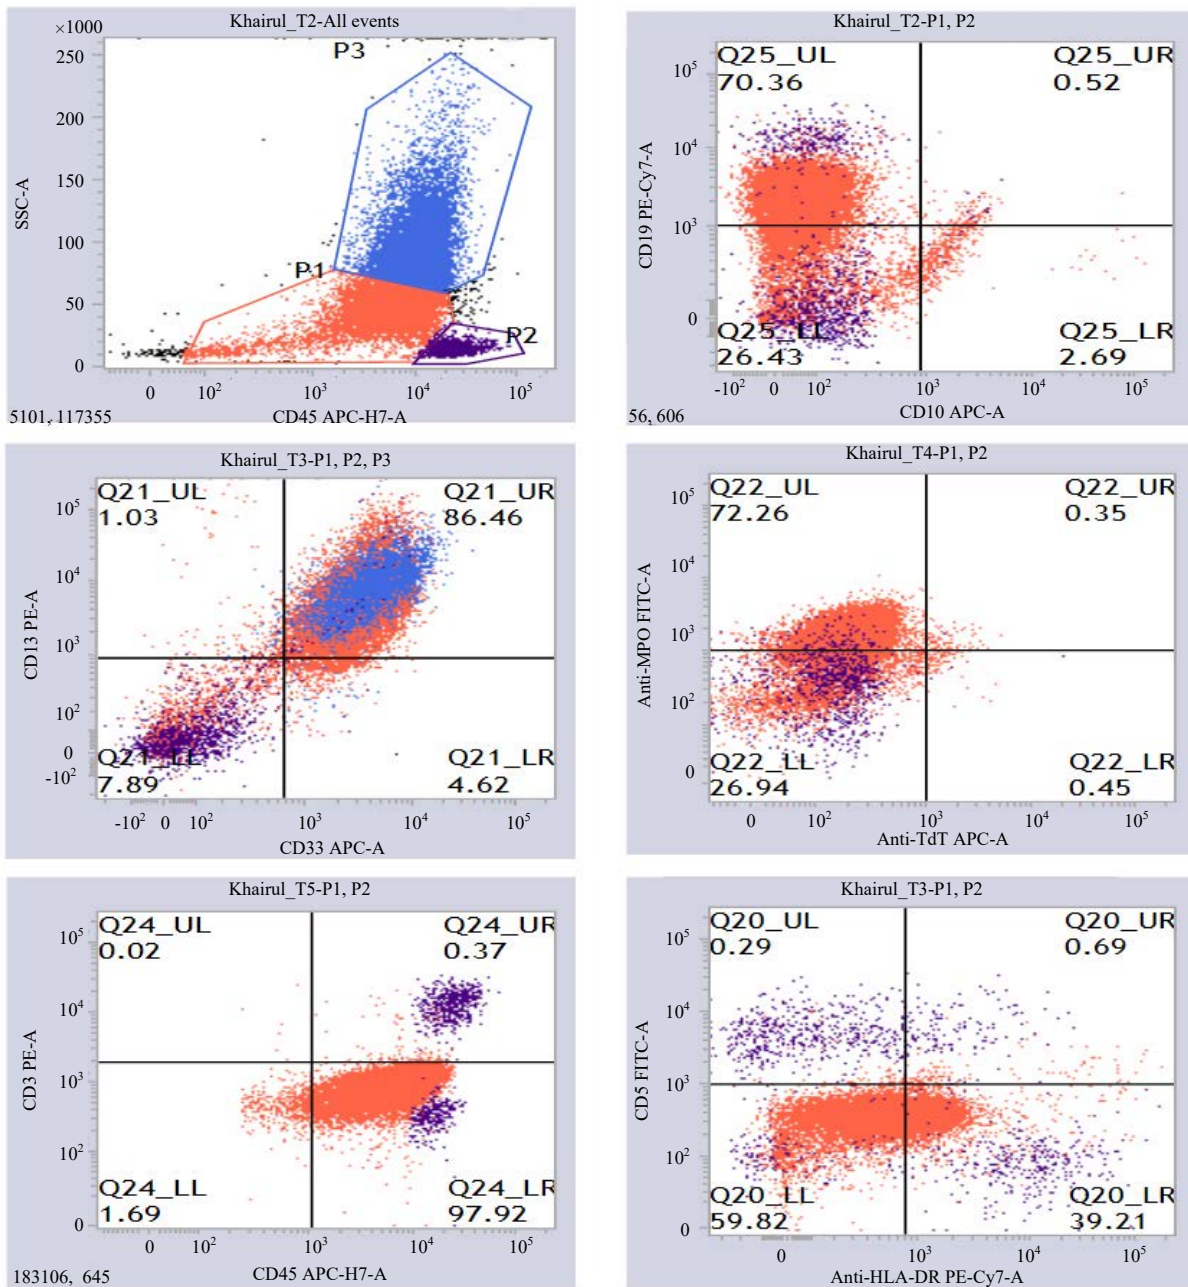 Khairul_T2-All events
×1000
P3
250
200
150
100
50
0
SSC-A
P1
P2
0 10² 10³ 10⁴ 10⁵
5101, 117355
CD45 APC-H7-A
Khairul_T2-P1, P2
Q25_UL
70.36
Q25_UR
0.52
10⁵
10⁴
10³
0
CD19 PE-Cy7-A
Q25_LL
26.43
Q25_LR
2.69
-10² 0 10² 10³ 10⁴ 10⁵
56, 606
CD10 APC-A
Khairul_T3-P1, P2, P3
Q21_UL
1.03
Q21_UR
86.46
10⁵
10⁴
10³
10²
0
-10²
CD13 PE-A
Q21_LL
7.89
Q21_LR
4.62
-10² 0 10² 10³ 10⁴ 10⁵
CD33 APC-A
Khairul_T4-P1, P2
Q22_UL
72.26
Q22_UR
0.35
10⁵
10⁴
10³
10²
0
Anti-MPO FITC-A
Q22_LL
26.94
Q22_LR
0.45
0 10² 10³ 10⁴ 10⁵
Anti-TdT APC-A
Khairul_T5-P1, P2
Q24_UL
0.02
Q24_UR
0.37
10⁵
10⁴
10³
10²
0
CD3 PE-A
Q24_LL
1.69
Q24_LR
97.92
0 10² 10³ 10⁴ 10⁵
183106, 645
CD45 APC-H7-A
Khairul_T3-P1, P2
Q20_UL
0.29
Q20_UR
0.69
10⁵
10⁴
10³
10²
0
CD5 FITC-A
Q20_LL
59.82
Q20_LR
39.21
0 10³ 10⁴ 10⁵
Anti-HLA-DR PE-Cy7-A